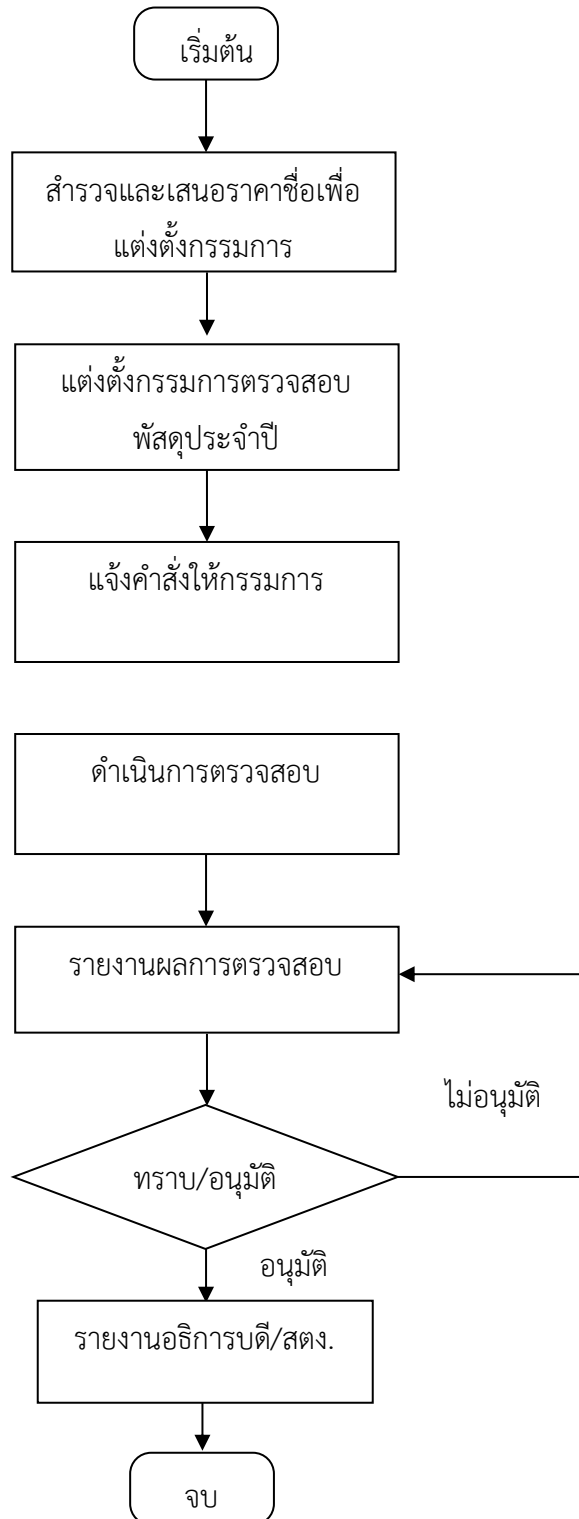 เริ่มต้น
สำรวจและเสนอราคาชื่อเพื่อ
แต่งตั้งกรรมการ
แต่งตั้งกรรมการตรวจสอบ
พัสดุประจำปี
แจ้งคำสั่งให้กรรมการ
ดำเนินการตรวจสอบ
รายงานผลการตรวจสอบ
ไม่อนุมัติ
ทราบ/อนุมัติ
อนุมัติ
รายงานอธิการบดี/สตง.
จบ